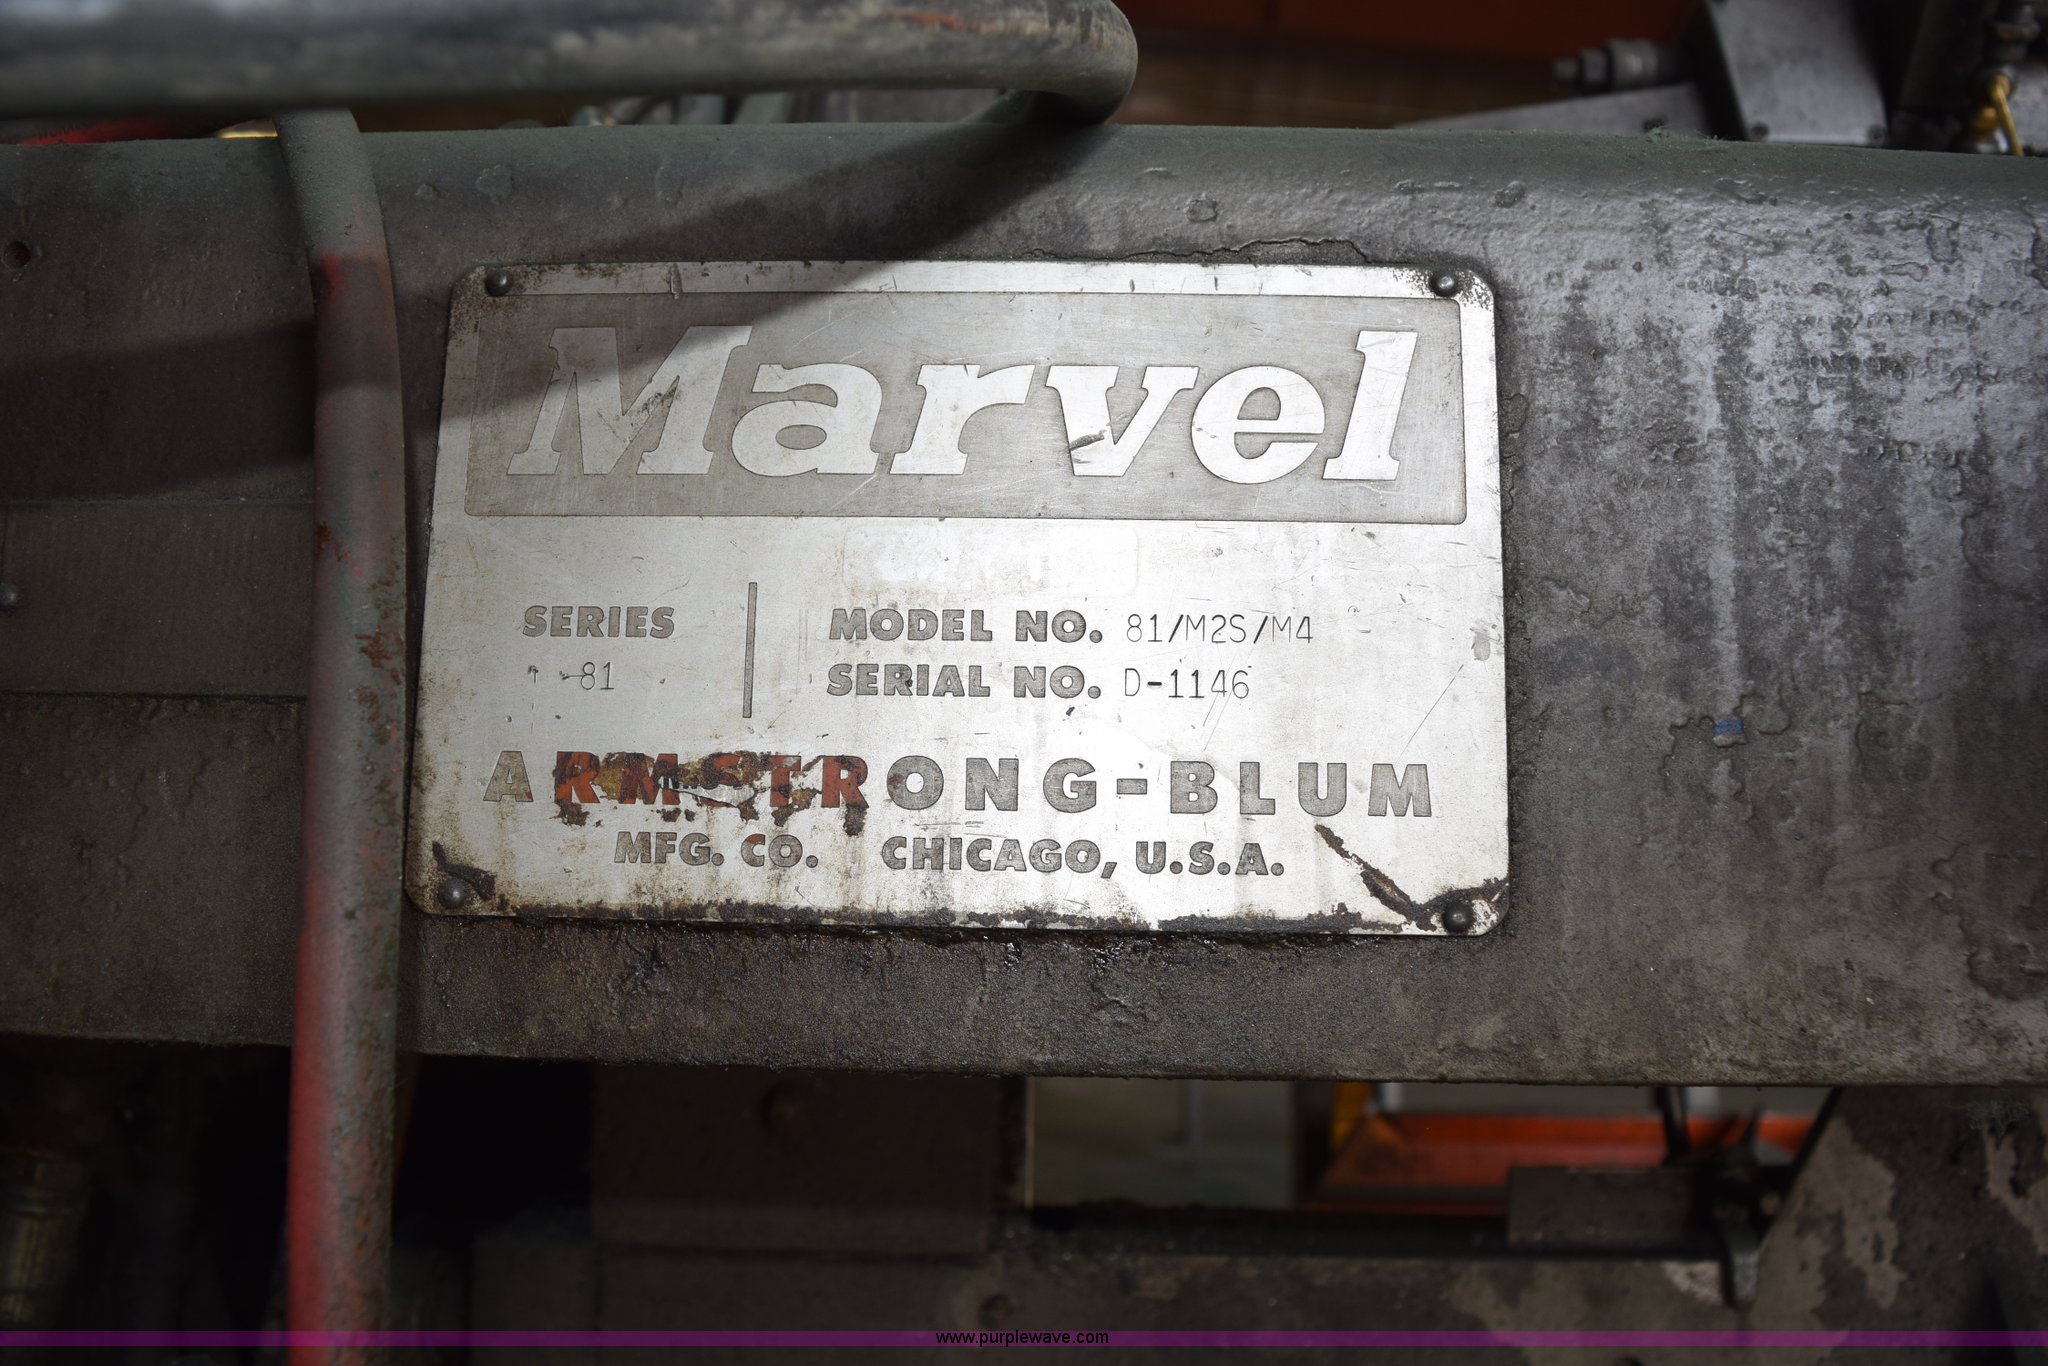 Marvel
SERIES
81
MODEL NO. 81/M2S/M4
SERIAL NO. D-1146
ARMSTRONG-BLUM
MFG. CO. CHICAGO, U.S.A.
www.purplewave.com